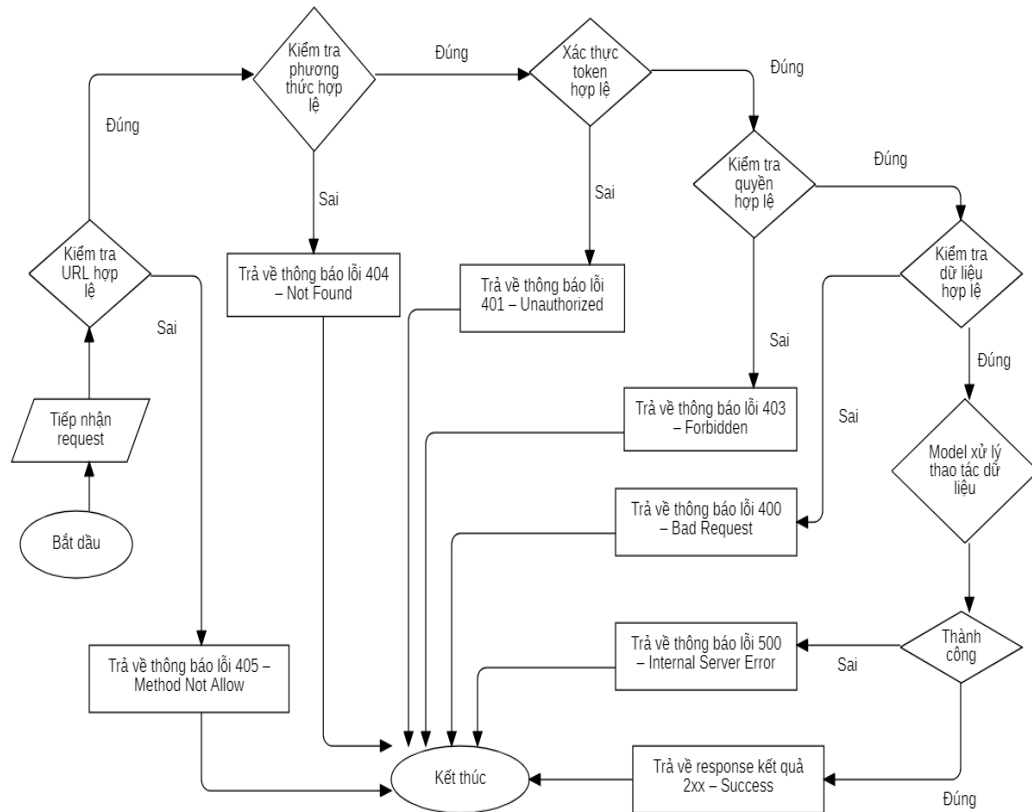 Kiểm tra
phương
thức hợp
lệ
Đúng
Xác thực
token
hợp lệ
Đúng
Đúng
Kiểm tra
quyền
hợp lệ
Đúng
Sai
Sai
Kiểm tra
URL hợp
lệ
Sai
Trả về thông báo lỗi 404
– Not Found
Trả về thông báo lỗi
401 – Unauthorized
Kiểm tra
dữ liệu
hợp lệ
Sai
Đúng
Sai
Tiếp nhận
request
Trả về thông báo lỗi 403
– Forbidden
Model xử lý
thao tác dữ
liệu
Trả về thông báo lỗi 400
– Bad Request
Bắt dầu
Trả về thông báo lỗi 405 –
Method Not Allow
Trả về thông báo lỗi 500
– Internal Server Error
Sai
Thành
công
Kết thúc
Trả về response kết quả
2xx – Success
Đúng